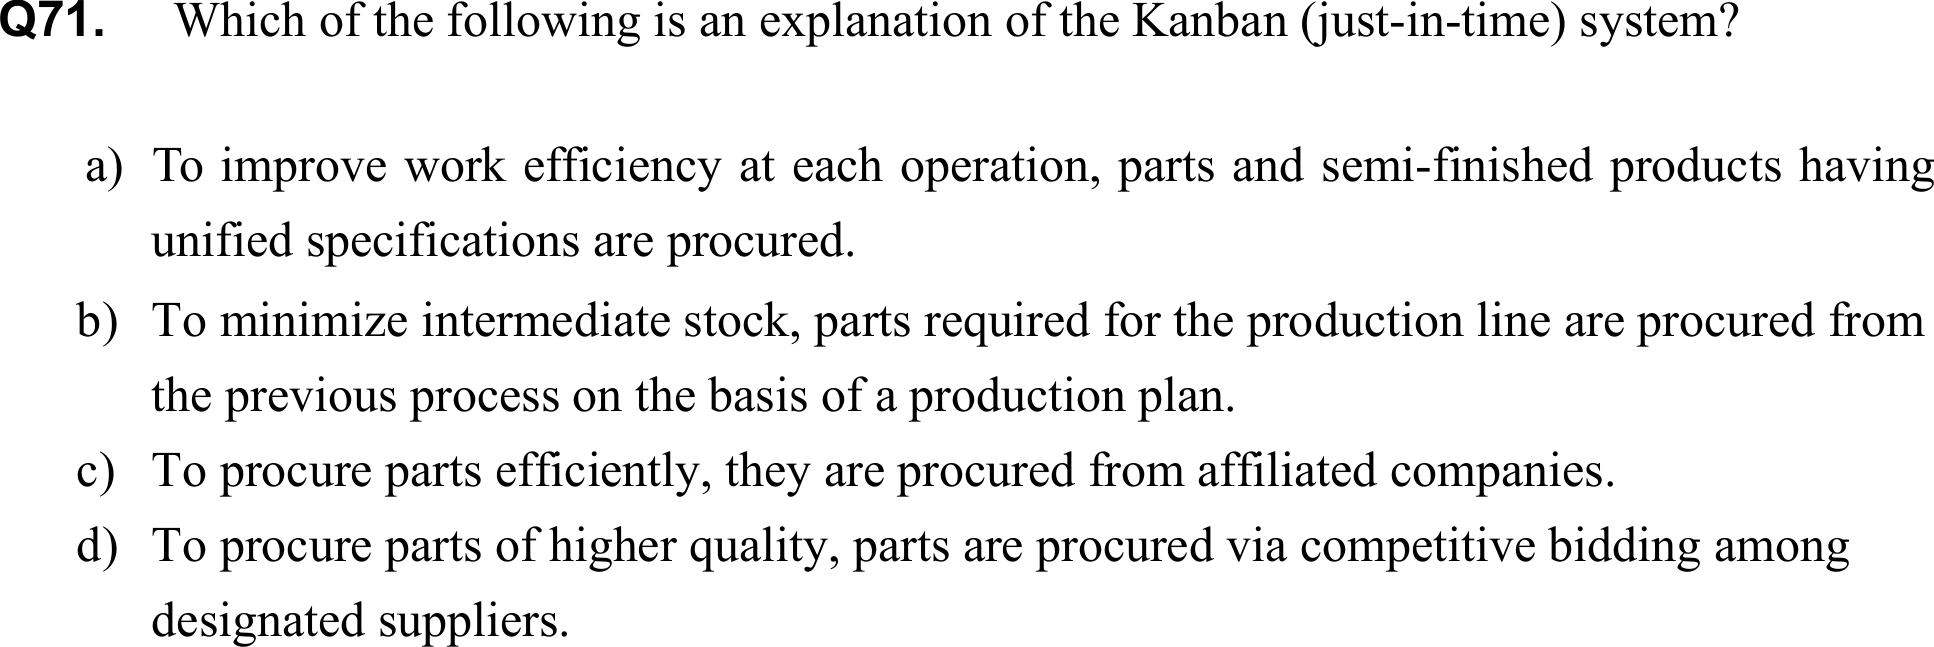 Q71. Which of the following is an explanation of the Kanban (just-in-time) system?
a) To improve work efficiency at each operation, parts and semi-finished products having
unified specifications are procured.
b) To minimize intermediate stock, parts required for the production line are procured from
the previous process on the basis of a production plan.
c) To procure parts efficiently, they are procured from affiliated companies.
d) To procure parts of higher quality, parts are procured via competitive bidding among
designated suppliers.